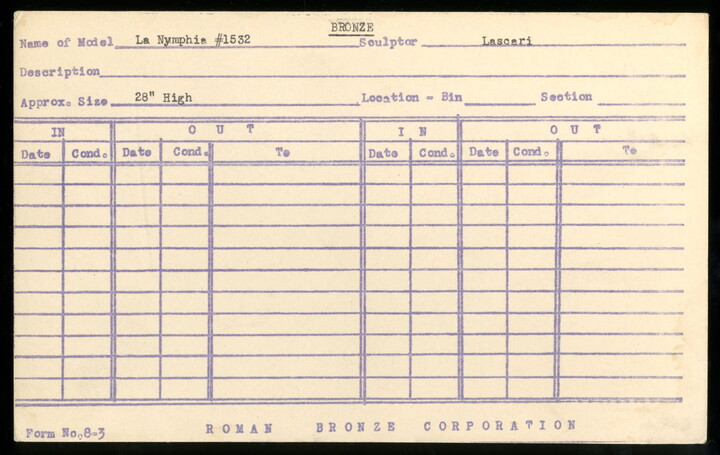 BRONZE
Name of Model La Nymphia #1532 Sculptor Lascari
Description
Approx. Size 28" High Location - Bin Section
IN OUT IN OUT
Date Cond. Date Cond. To Date Cond. Date Cond. To
Form No. 8-3 ROMAN BRONZE CORPORATION